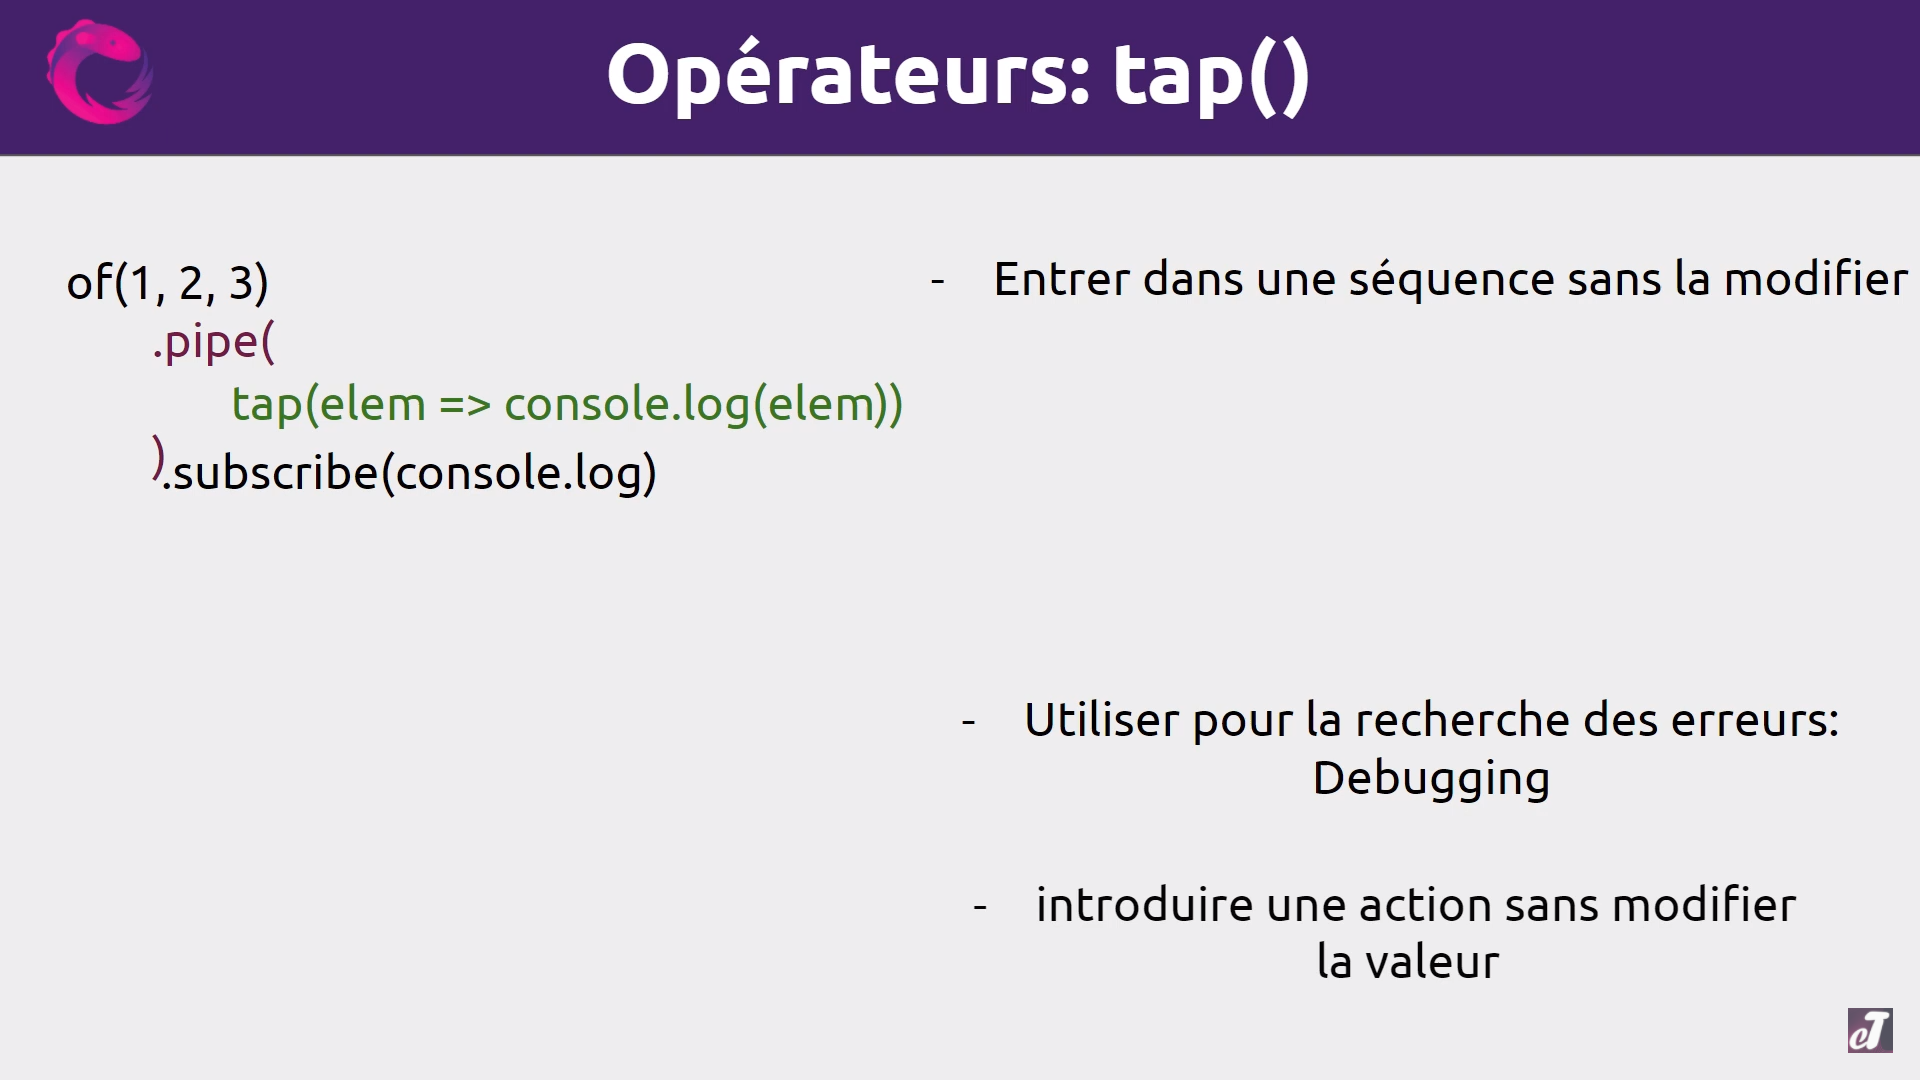 Opérateurs: tap()
of(1, 2, 3)
.pipe(
tap(elem => console.log(elem))
)
.subscribe(console.log)
- Entrer dans une séquence sans la modifier
- Utiliser pour la recherche des erreurs:
Debugging
- introduire une action sans modifier
la valeur
cT